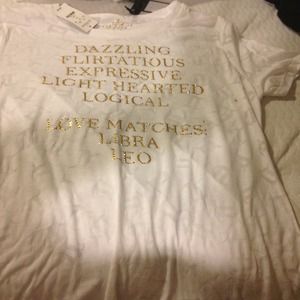 DAZZLING
FLIRTATIOUS
EXPRESSIVE
LIGHT HEARTED
LOGICAL
LOVE MATCHES:
LIBRA
LEO